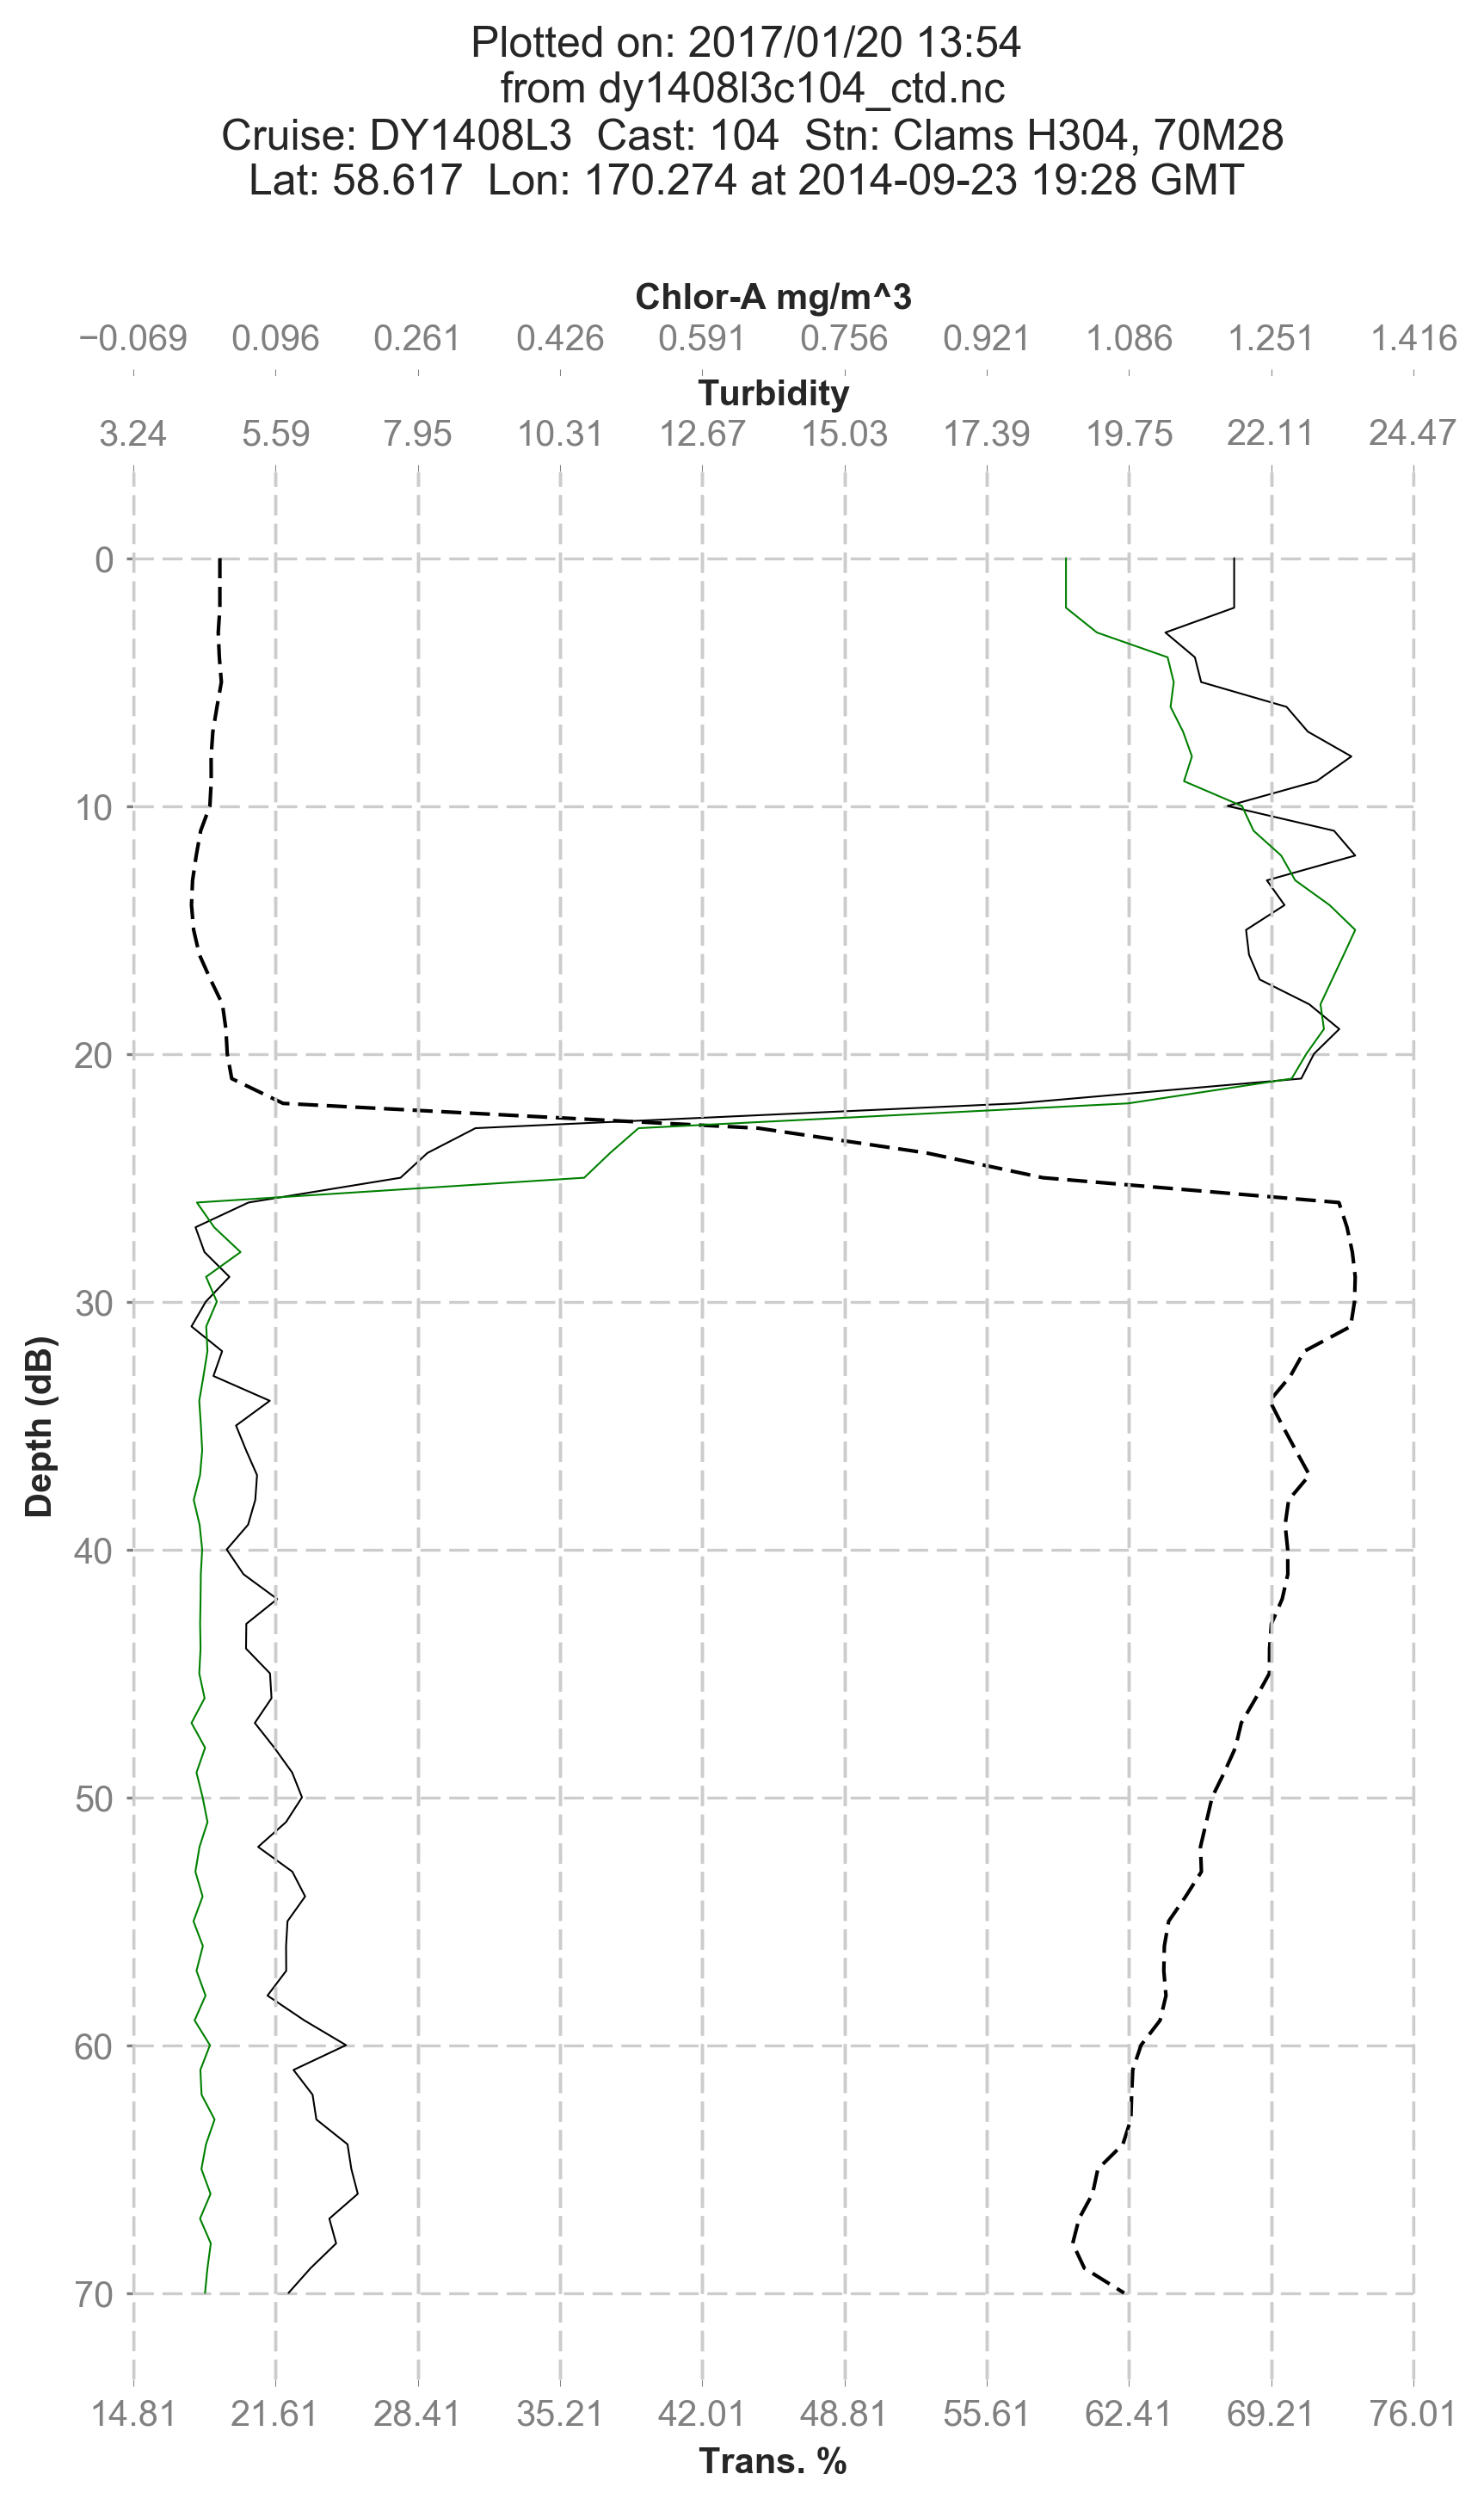 Plotted on: 2017/01/20 13:54
from dy1408l3c104_ctd.nc
Cruise: DY1408L3  Cast: 104  Stn: Clams H304, 70M28
Lat: 58.617  Lon: 170.274 at 2014-09-23 19:28 GMT
Chlor-A mg/m^3
−0.069 0.096 0.261 0.426 0.591 0.756 0.921 1.086 1.251 1.416
Turbidity
3.24 5.59 7.95 10.31 12.67 15.03 17.39 19.75 22.11 24.47
0
10
20
30
Depth (dB)
40
50
60
70
14.81 21.61 28.41 35.21 42.01 48.81 55.61 62.41 69.21 76.01
Trans. %